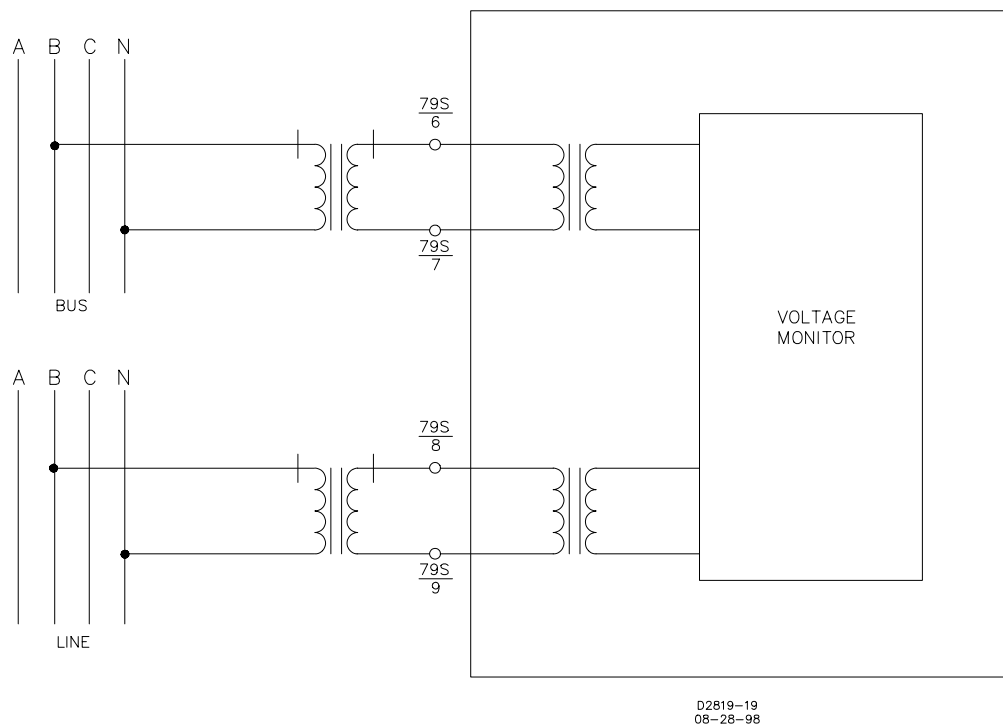 A B C N
79S
6
79S
7
BUS
VOLTAGE
MONITOR
A B C N
79S
8
79S
9
LINE
D2819-19
08-28-98